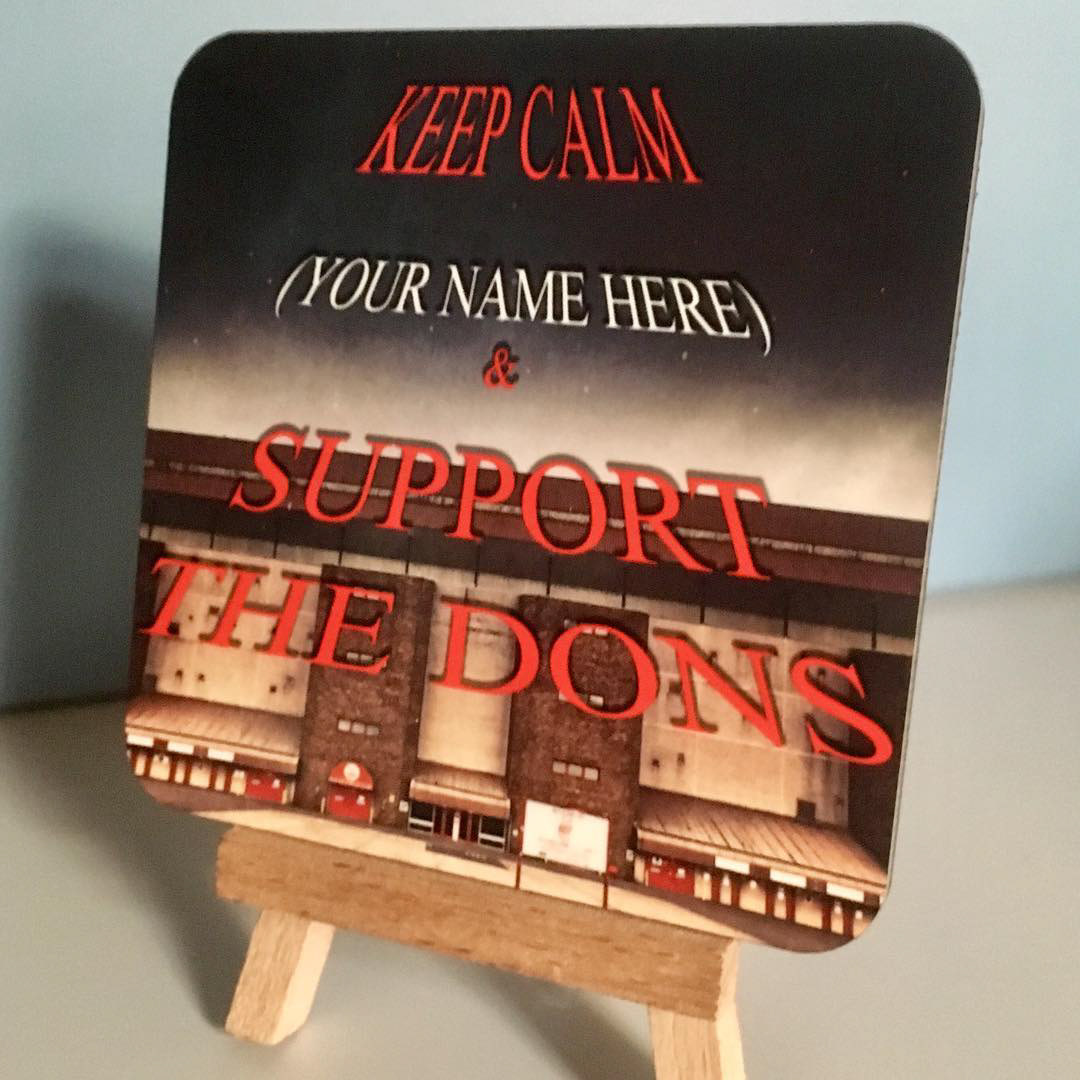 KEEP CALM
(YOUR NAME HERE)
&
SUPPORT
THE DONS